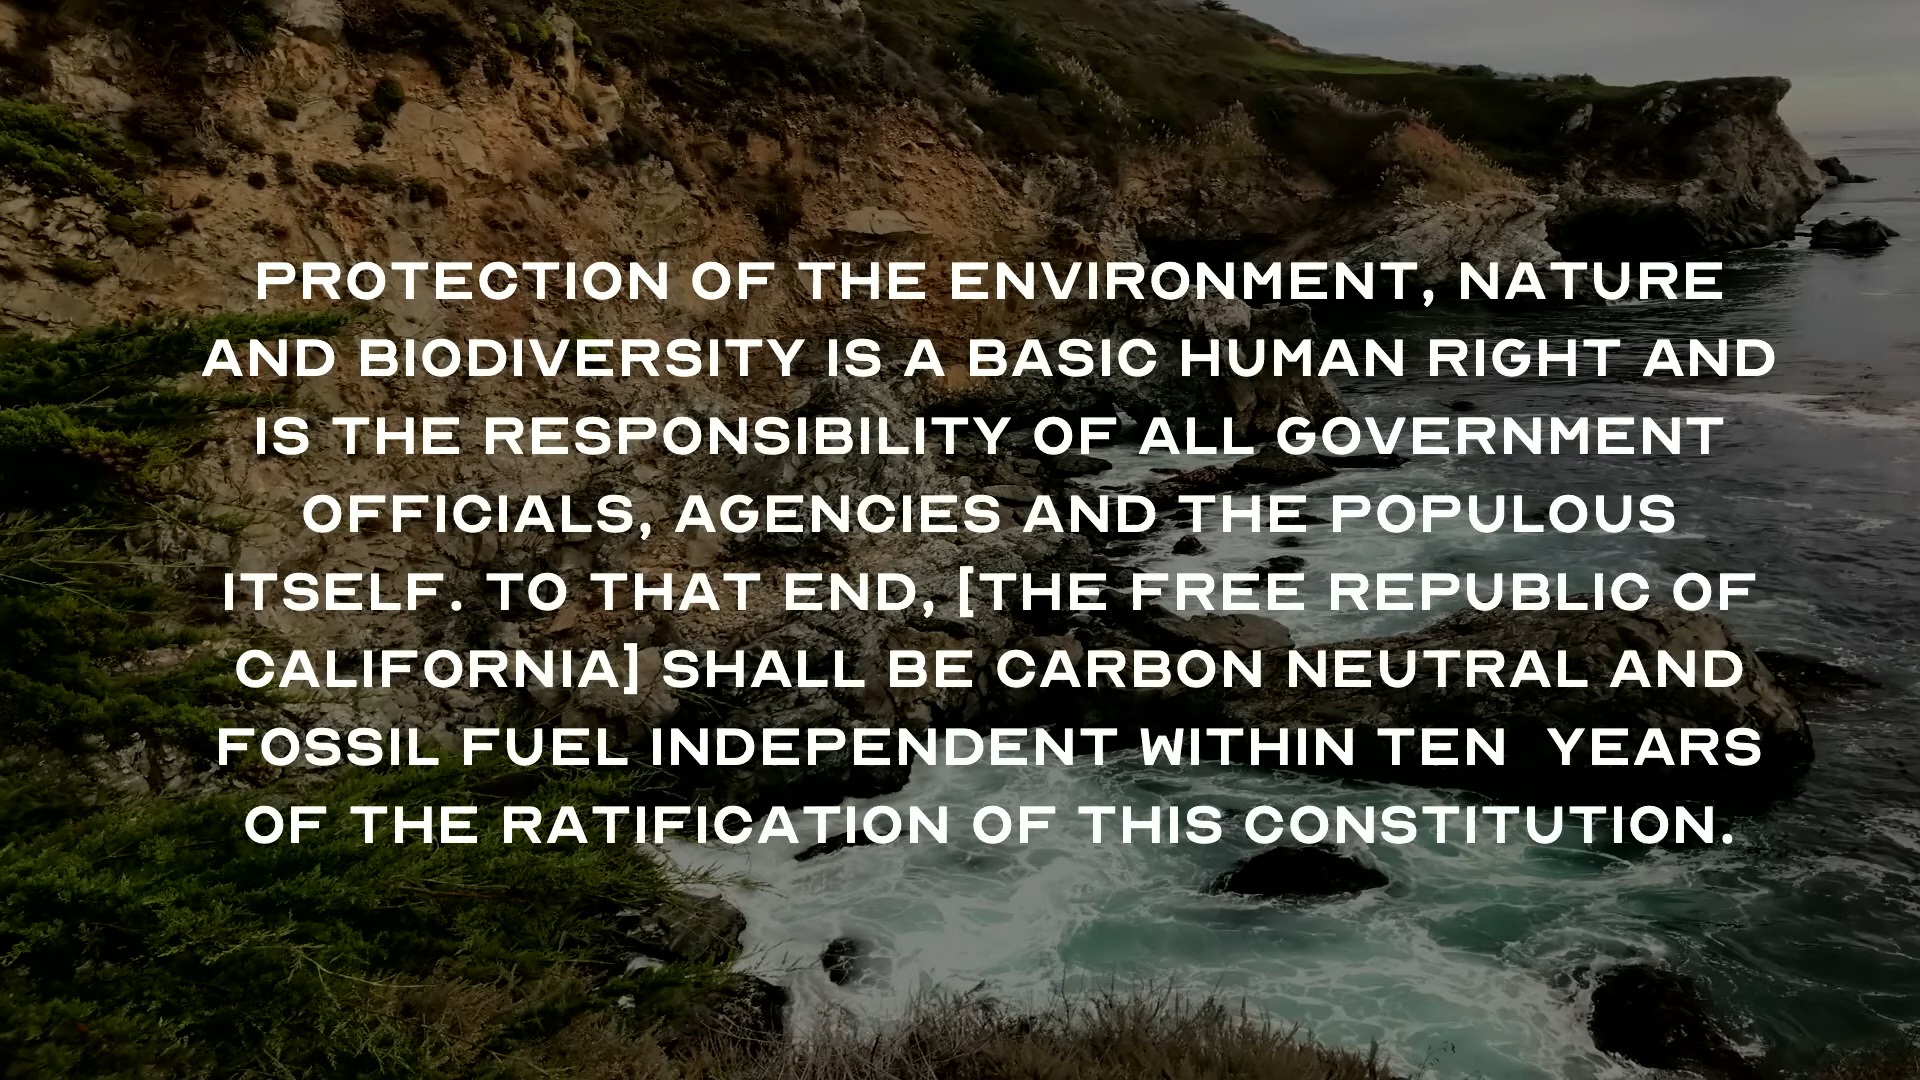 PROTECTION OF THE ENVIRONMENT, NATURE
AND BIODIVERSITY IS A BASIC HUMAN RIGHT AND
IS THE RESPONSIBILITY OF ALL GOVERNMENT
OFFICIALS, AGENCIES AND THE POPULOUS
ITSELF. TO THAT END, [THE FREE REPUBLIC OF
CALIFORNIA] SHALL BE CARBON NEUTRAL AND
FOSSIL FUEL INDEPENDENT WITHIN TEN  YEARS
OF THE RATIFICATION OF THIS CONSTITUTION.